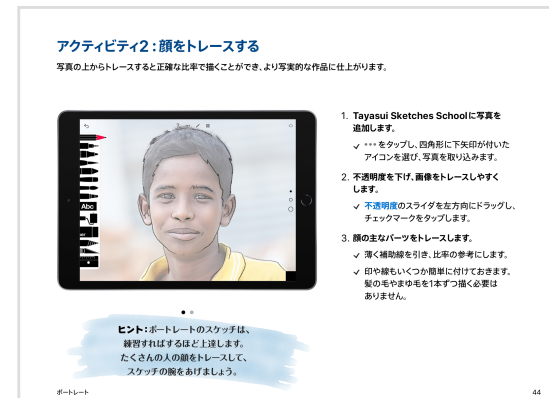 アクティビティ2：顔をトレースする
写真の上からトレースすると正確な比率で描くことができ、より写実的な作品に仕上がります。
Abc
1. Tayasui Sketches Schoolに写真を
追加します。
✓ •••をタップし、四角形に下矢印が付いた
アイコンを選び、写真を取り込みます。
2. 不透明度を下げ、画像をトレースしやすく
します。
✓ 不透明度のスライダを左方向にドラッグし、
チェックマークをタップします。
3. 顔の主なパーツをトレースします。
✓ 薄く補助線を引き、比率の参考にします。
✓ 印や線もいくつか簡単に付けておきます。
髪の毛やまゆ毛を1本ずつ描く必要は
ありません。
ヒント：ポートレートのスケッチは、
練習すればするほど上達します。
たくさんの人の顔をトレースして、
スケッチの腕をあげましょう。
ポートレート
44